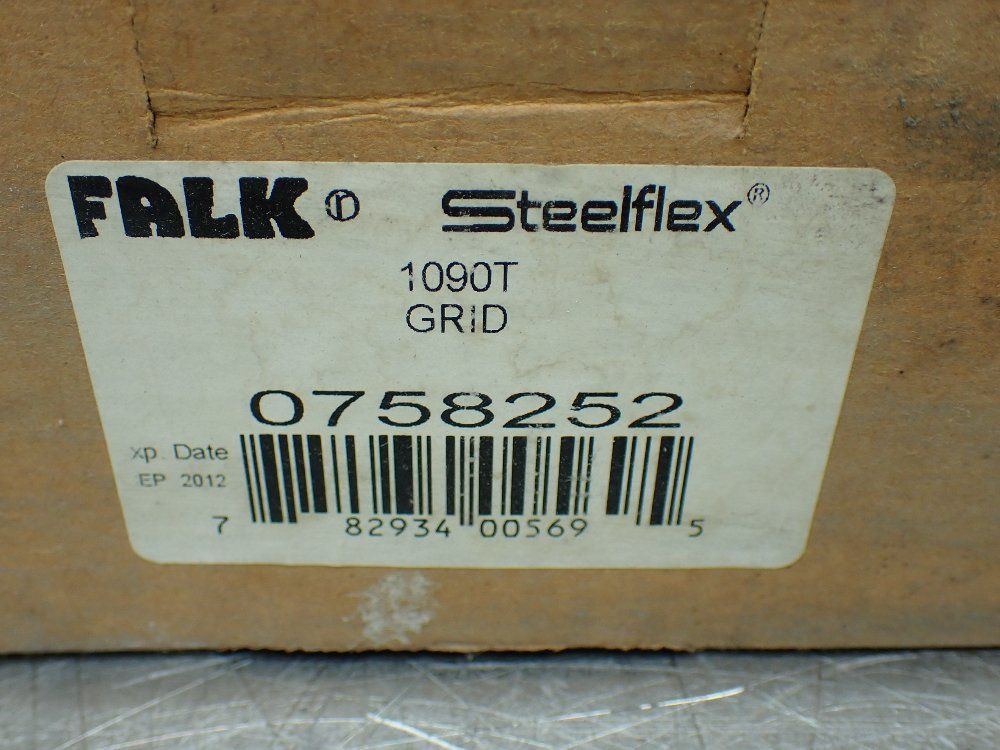 FALK ⓡ Steelflex®
1090T
GRID
0758252
xp. Date
EP 2012
7 82934 00569 5